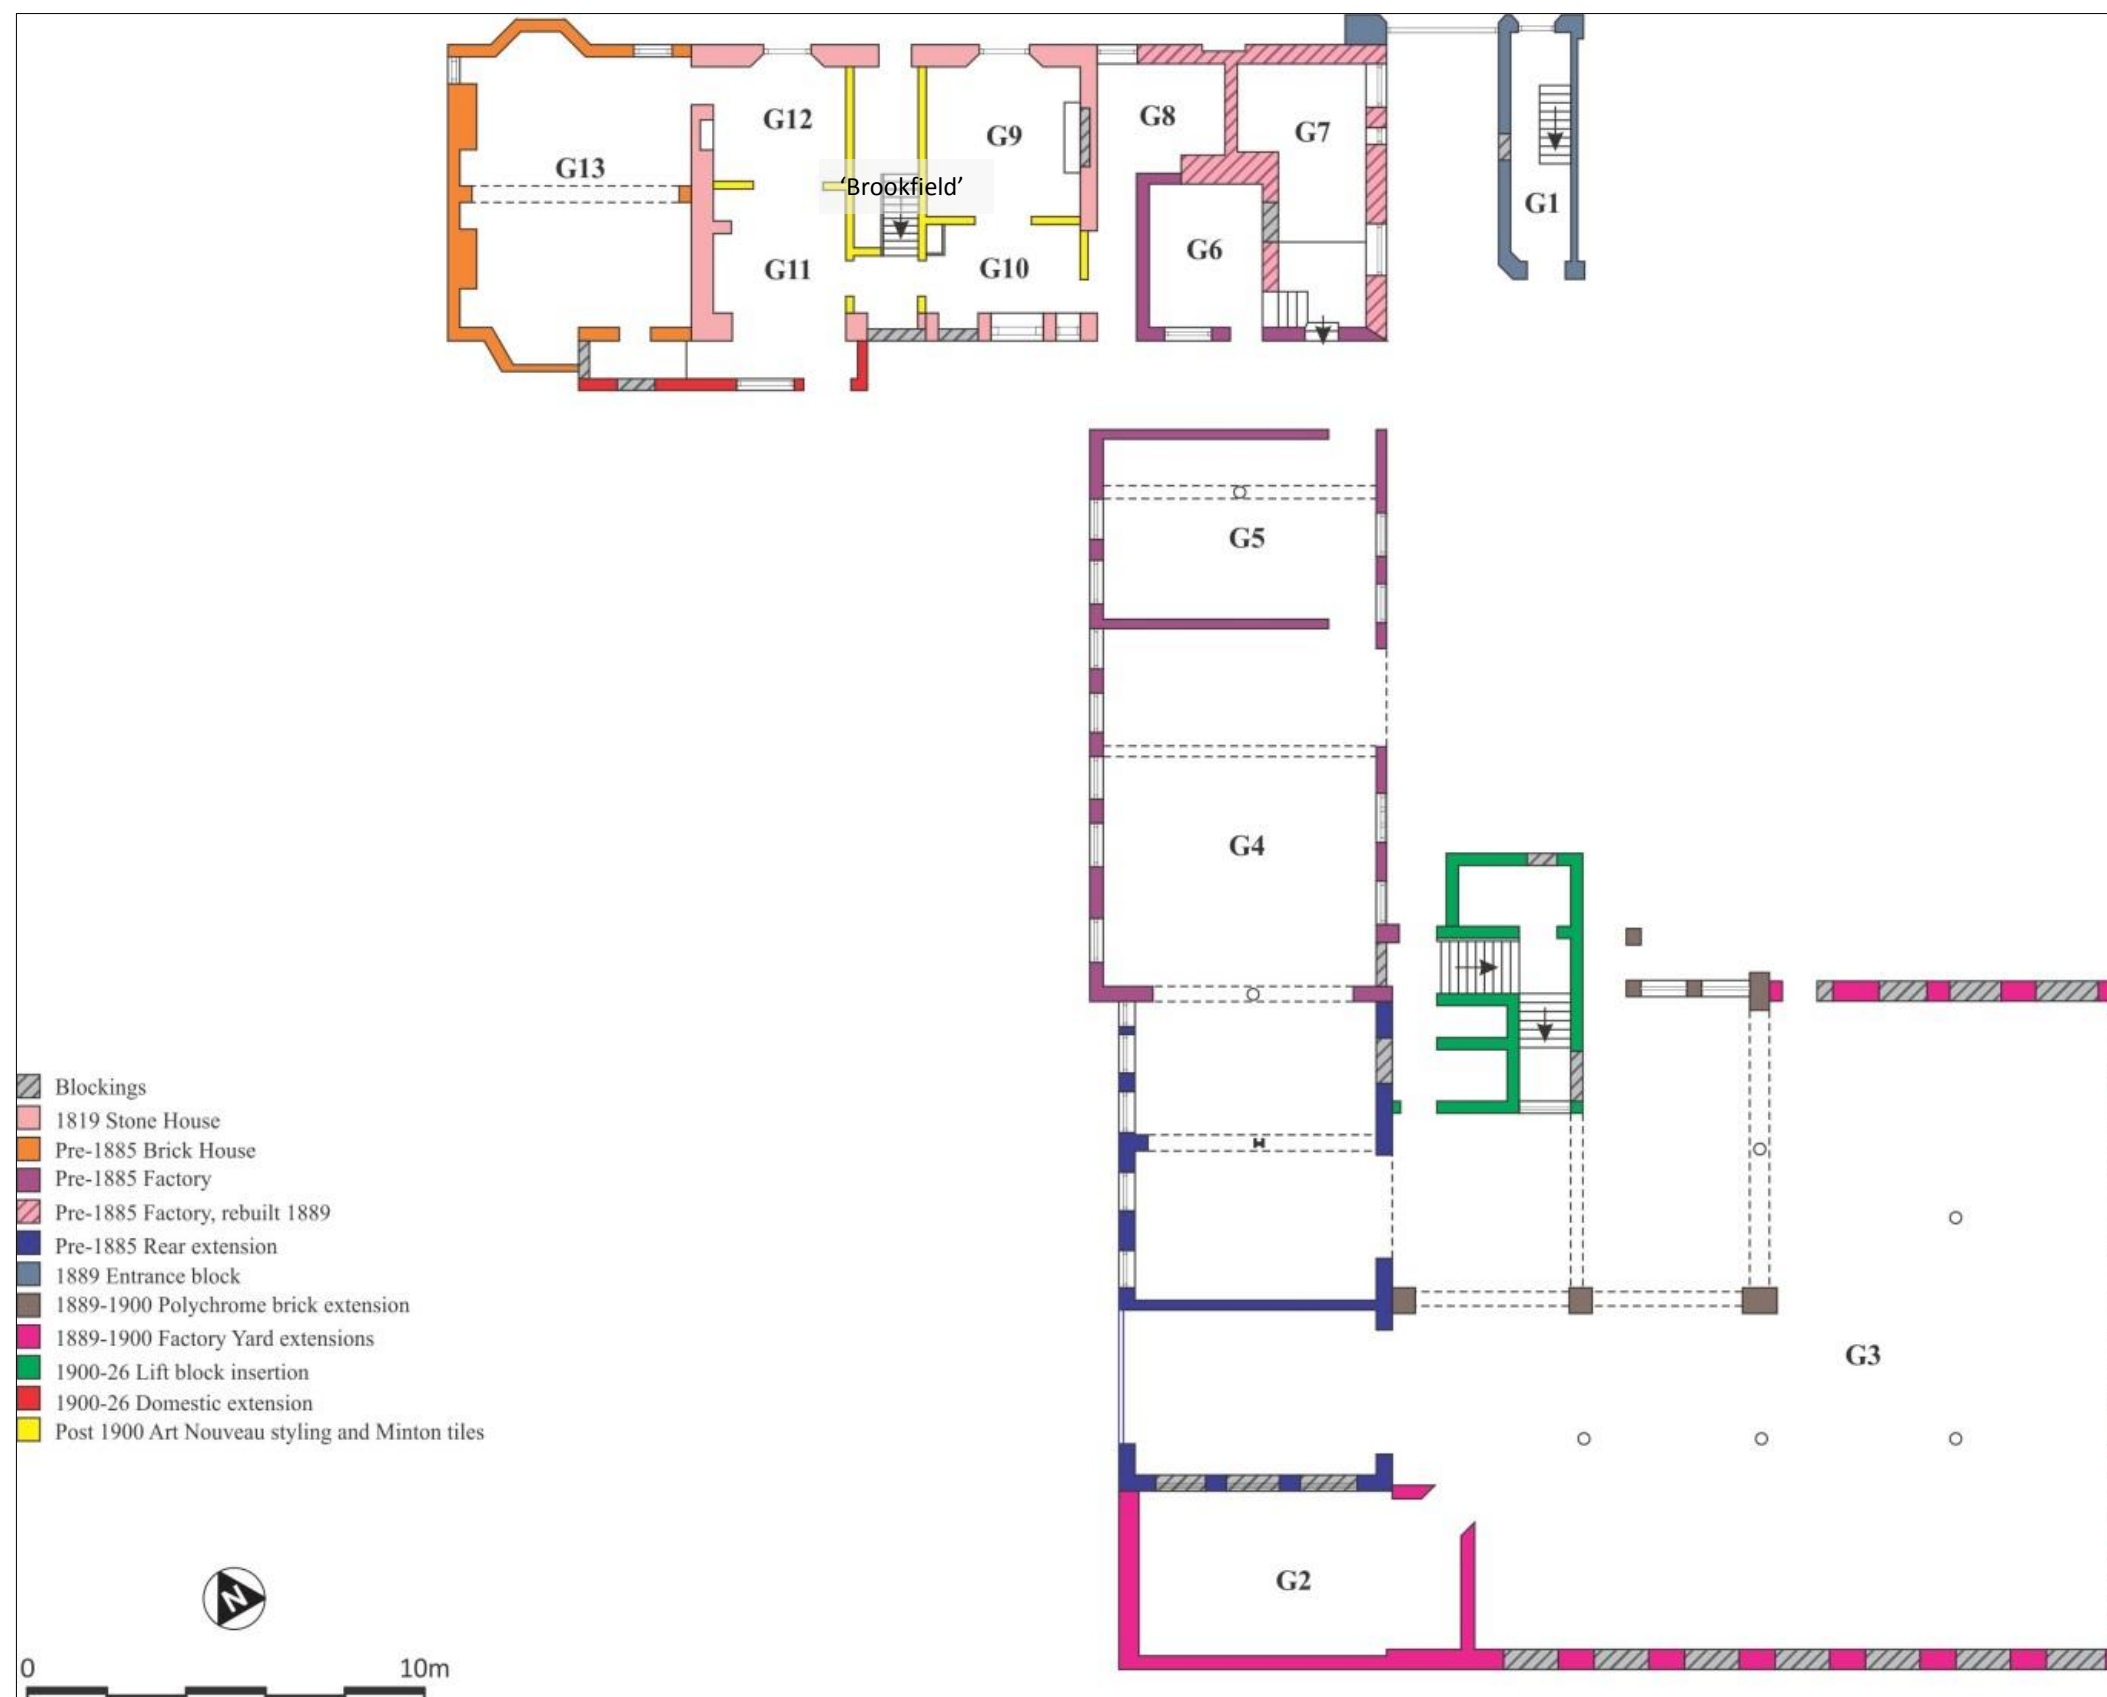 G12
G9
G8
G7
G13
'Brookfield'
G1
G11
G10
G6
G5
G4
Blockings
1819 Stone House
Pre-1885 Brick House
Pre-1885 Factory
Pre-1885 Factory, rebuilt 1889
Pre-1885 Rear extension
1889 Entrance block
1889-1900 Polychrome brick extension
1889-1900 Factory Yard extensions
1900-26 Lift block insertion
1900-26 Domestic extension
Post 1900 Art Nouveau styling and Minton tiles
G3
G2
N
0 10m